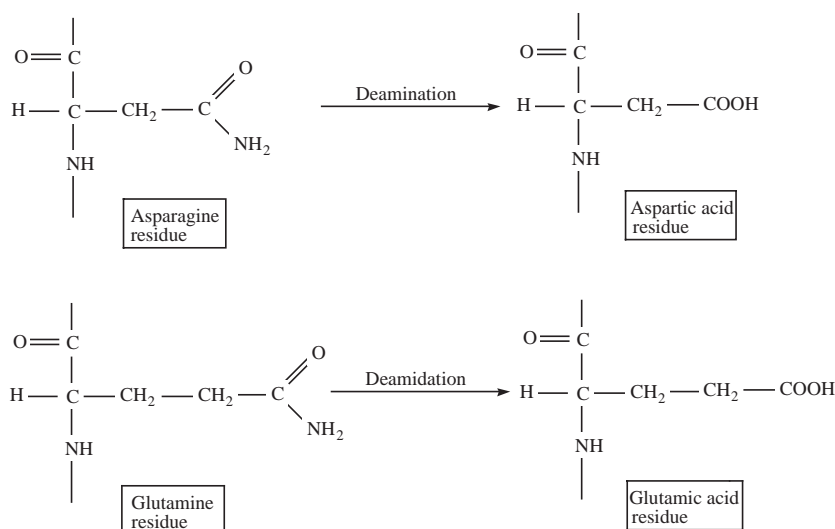 O C O
H C CH2 C
NH2
NH
Deamination
O C
H C CH2 COOH
NH
Asparagine
residue
Aspartic acid
residue
O C
O
H C CH2 CH2 C
NH2
NH
Deamidation
O C
H C CH2 CH2 COOH
NH
Glutamine
residue
Glutamic acid
residue